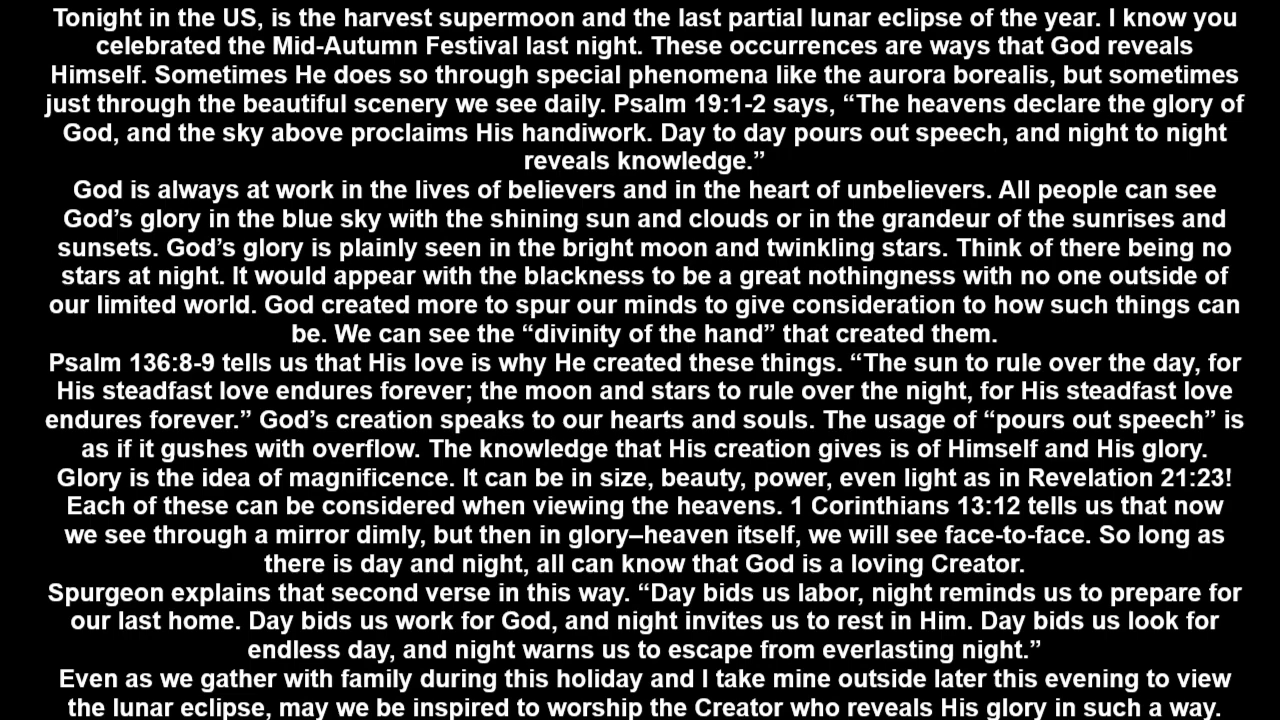 Tonight in the US, is the harvest supermoon and the last partial lunar eclipse of the year. I know you
celebrated the Mid-Autumn Festival last night. These occurrences are ways that God reveals
Himself. Sometimes He does so through special phenomena like the aurora borealis, but sometimes
just through the beautiful scenery we see daily. Psalm 19:1-2 says, “The heavens declare the glory of
God, and the sky above proclaims His handiwork. Day to day pours out speech, and night to night
reveals knowledge.”
God is always at work in the lives of believers and in the heart of unbelievers. All people can see
God’s glory in the blue sky with the shining sun and clouds or in the grandeur of the sunrises and
sunsets. God’s glory is plainly seen in the bright moon and twinkling stars. Think of there being no
stars at night. It would appear with the blackness to be a great nothingness with no one outside of
our limited world. God created more to spur our minds to give consideration to how such things can
be. We can see the “divinity of the hand” that created them.
Psalm 136:8-9 tells us that His love is why He created these things. “The sun to rule over the day, for
His steadfast love endures forever; the moon and stars to rule over the night, for His steadfast love
endures forever.” God’s creation speaks to our hearts and souls. The usage of “pours out speech” is
as if it gushes with overflow. The knowledge that His creation gives is of Himself and His glory.
Glory is the idea of magnificence. It can be in size, beauty, power, even light as in Revelation 21:23!
Each of these can be considered when viewing the heavens. 1 Corinthians 13:12 tells us that now
we see through a mirror dimly, but then in glory–heaven itself, we will see face-to-face. So long as
there is day and night, all can know that God is a loving Creator.
Spurgeon explains that second verse in this way. “Day bids us labor, night reminds us to prepare for
our last home. Day bids us work for God, and night invites us to rest in Him. Day bids us look for
endless day, and night warns us to escape from everlasting night.”
Even as we gather with family during this holiday and I take mine outside later this evening to view
the lunar eclipse, may we be inspired to worship the Creator who reveals His glory in such a way.